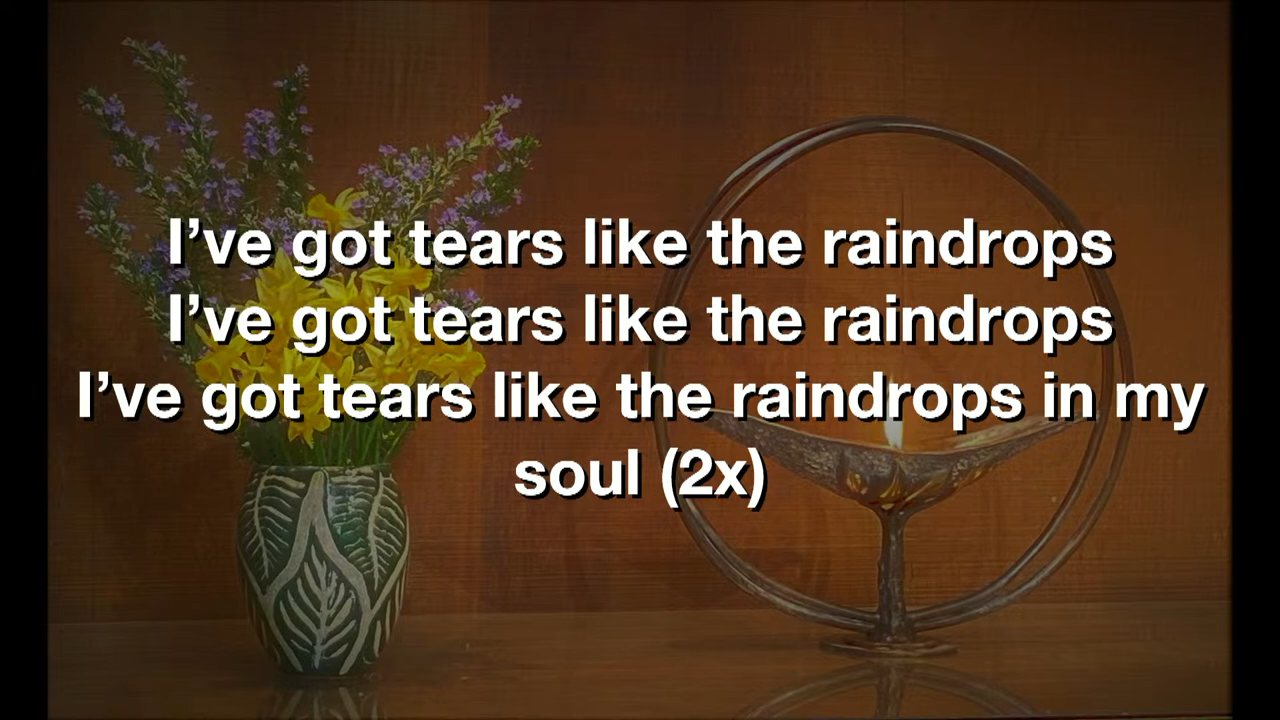 I’ve got tears like the raindrops
I’ve got tears like the raindrops
I’ve got tears like the raindrops in my
soul (2x)